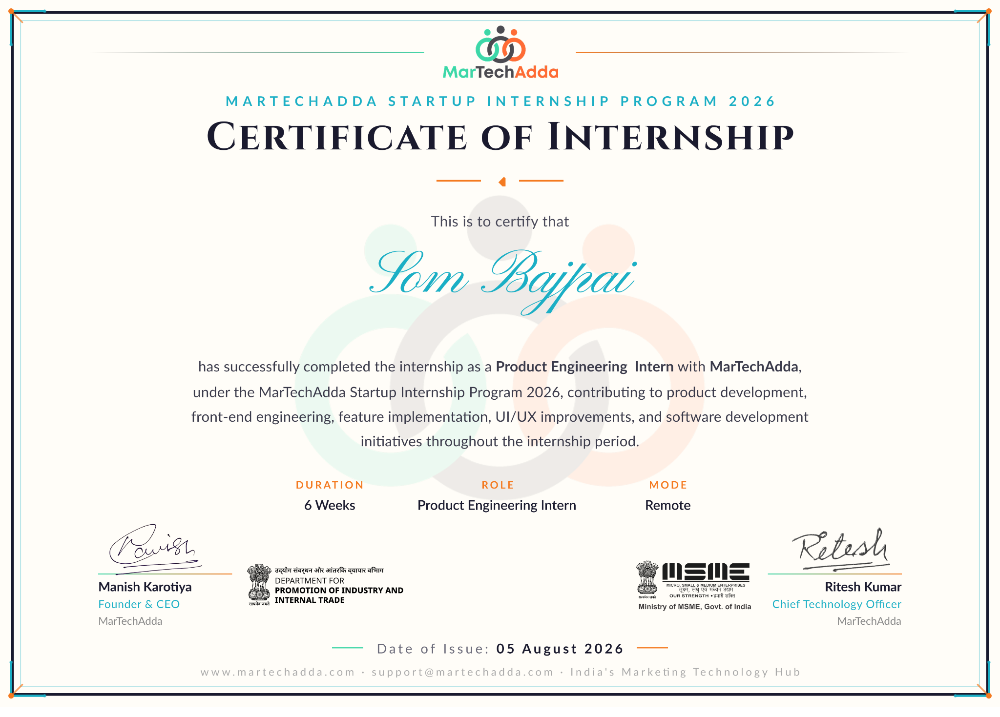 MarTechAdda
MARTECHADDA STARTUP INTERNSHIP PROGRAM 2026
CERTIFICATE OF INTERNSHIP
This is to certify that
Som Bajpai
has successfully completed the internship as a Product Engineering Intern with MarTechAdda,
under the MarTechAdda Startup Internship Program 2026, contributing to product development,
front-end engineering, feature implementation, UI/UX improvements, and software development
initiatives throughout the internship period.
DURATION ROLE MODE
6 Weeks Product Engineering Intern Remote
Manish
Manish Karotiya
Founder & CEO
MarTechAdda
उद्योग संवर्धन और आंतरिक व्यापार विभाग
DEPARTMENT FOR
PROMOTION OF INDUSTRY AND
INTERNAL TRADE
सत्यमेव जयते
MSME
MICRO, SMALL & MEDIUM ENTERPRISES
सूक्ष्म, लघु एवं मध्यम उद्यम
OUR STRENGTH • हमारी शक्ति
सत्यमेव जयते
Ministry of MSME, Govt. of India
Ritesh
Ritesh Kumar
Chief Technology Officer
MarTechAdda
Date of Issue: 05 August 2026
www.martechadda.com · support@martechadda.com · India's Marketing Technology Hub